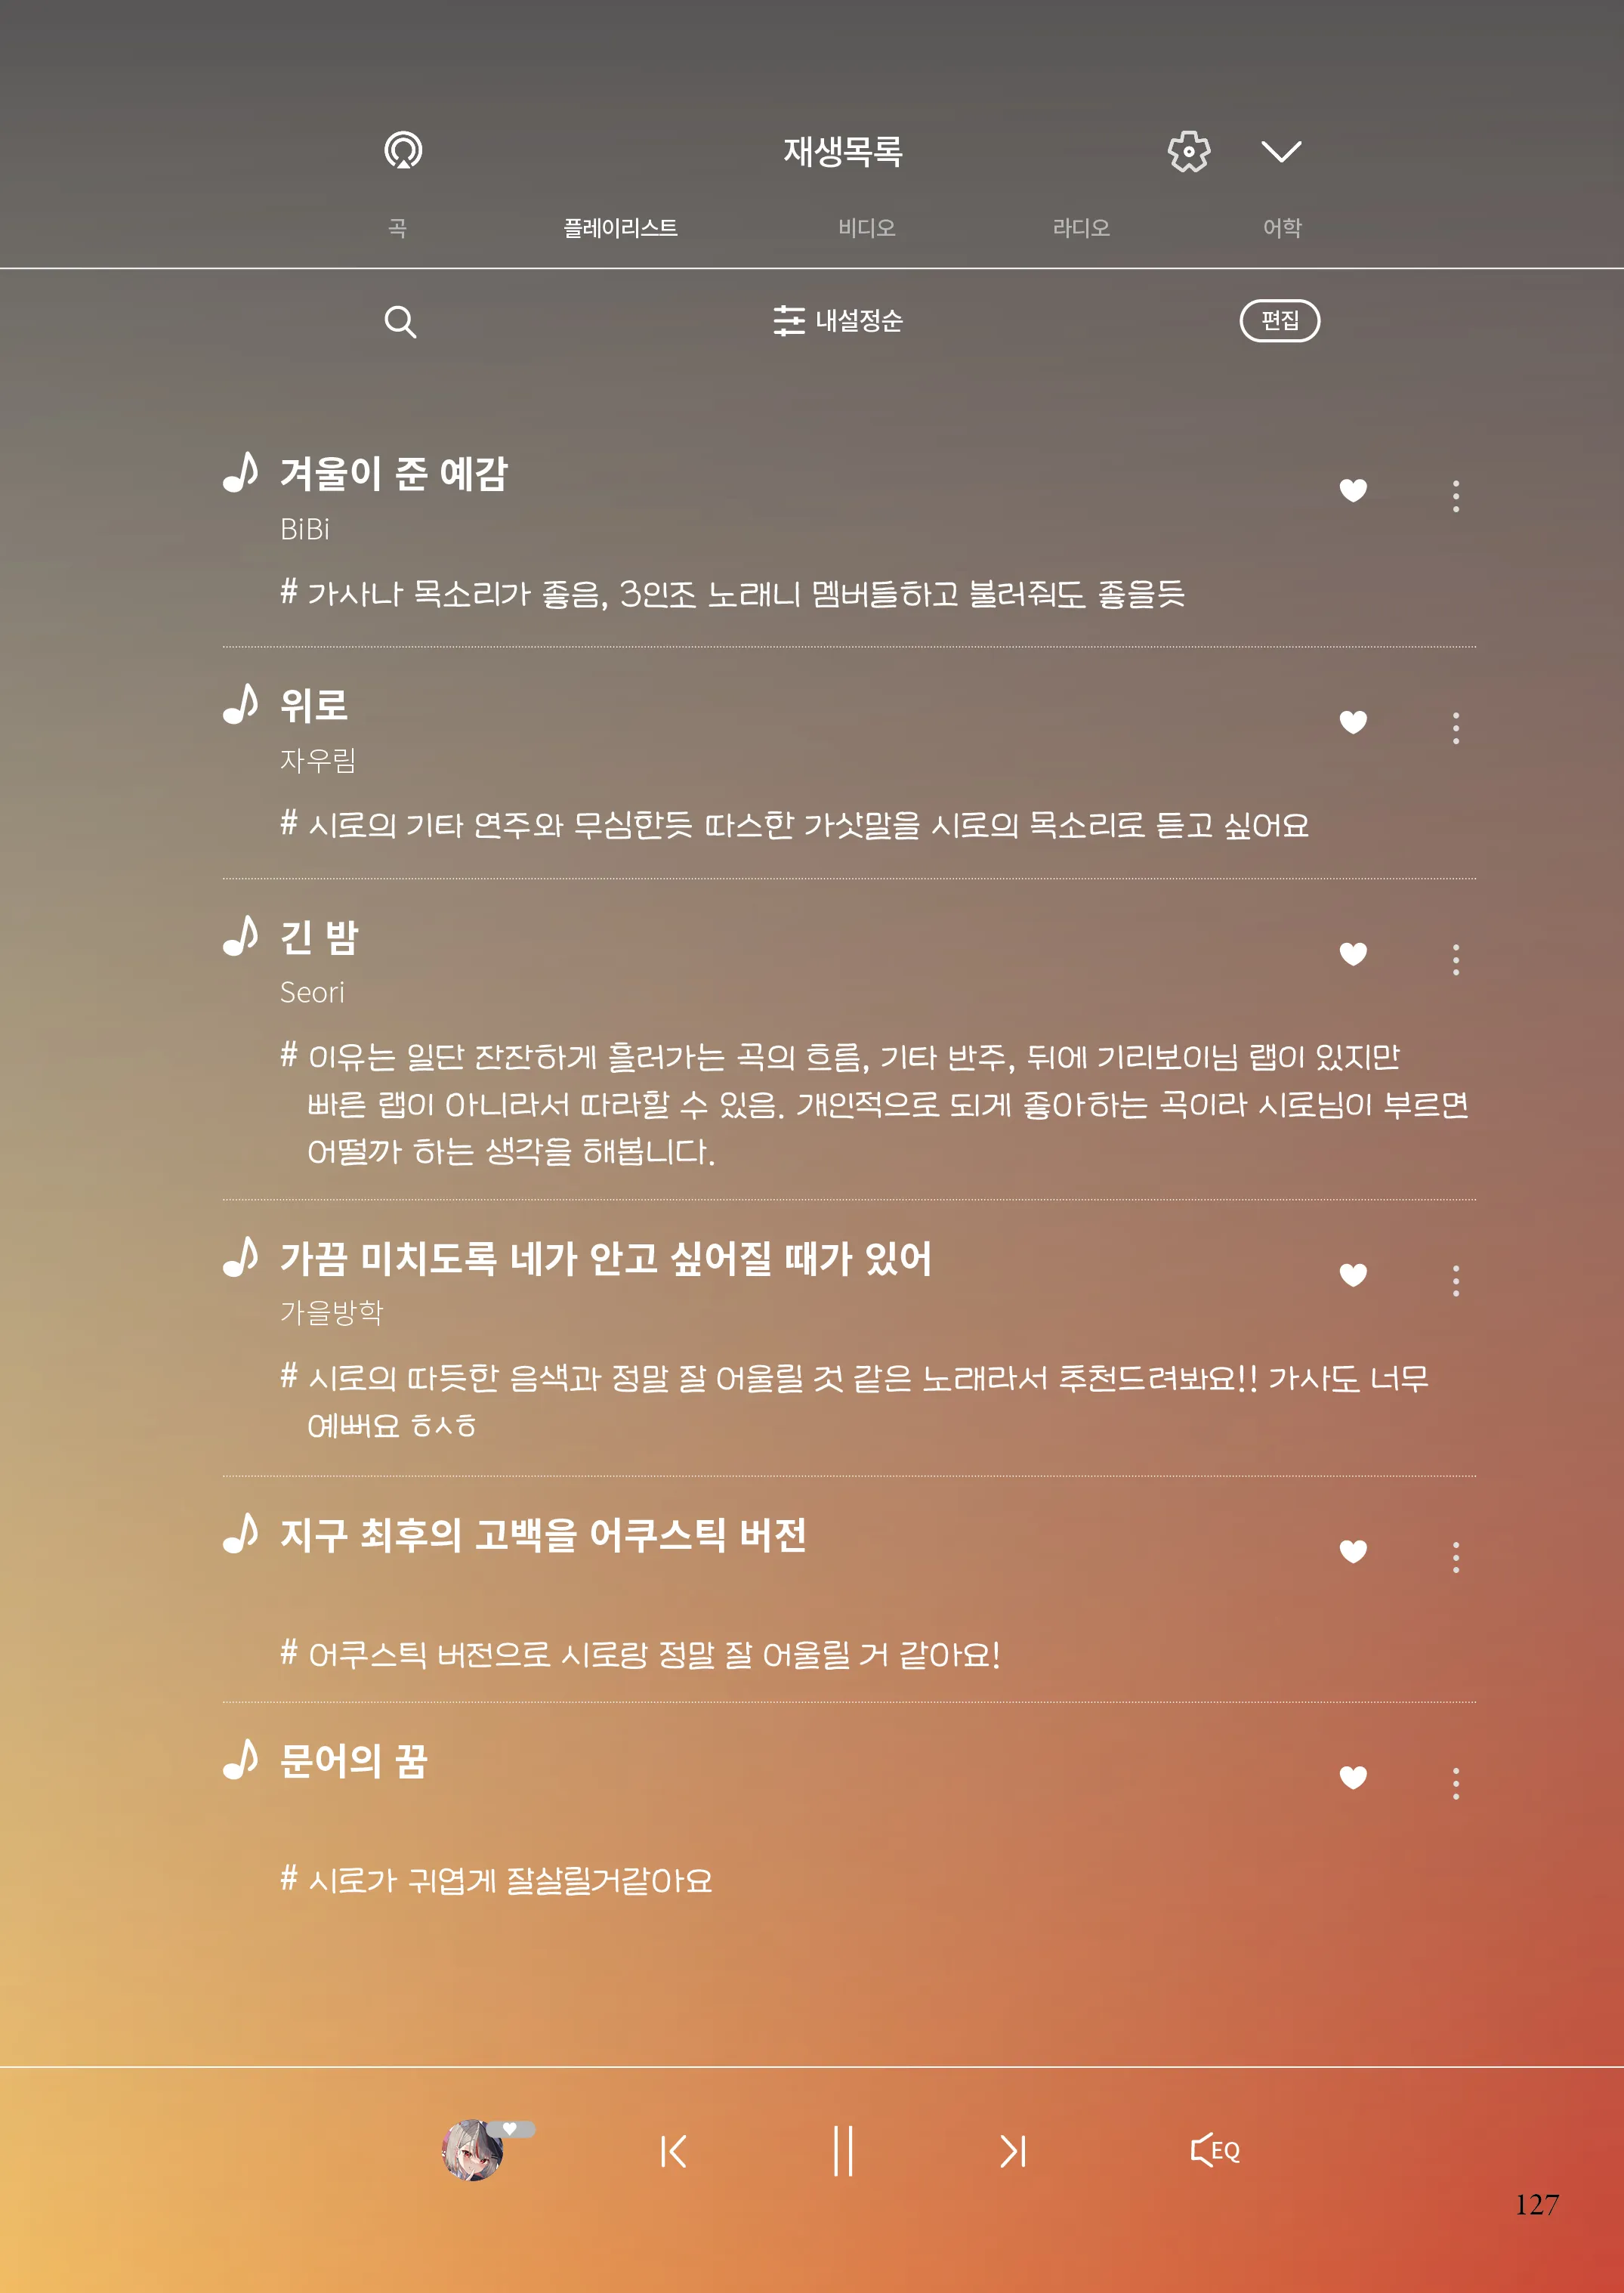 재생목록
곡 플레이리스트 비디오 라디오 어학
내설정순 편집
겨울이 준 예감
BiBi
# 가사나 목소리가 좋음, 3인조 노래니 멤버들하고 불러줘도 좋을듯
위로
자우림
# 시로의 기타 연주와 무심한듯 따스한 가삿말을 시로의 목소리로 듣고 싶어요
긴 밤
Seori
# 이유는 일단 잔잔하게 흘러가는 곡의 흐름, 기타 반주, 뒤에 기리보이님 랩이 있지만
빠른 랩이 아니라서 따라할 수 있음. 개인적으로 되게 좋아하는 곡이라 시로님이 부르면
어떨까 하는 생각을 해봅니다.
가끔 미치도록 네가 안고 싶어질 때가 있어
가을방학
# 시로의 따듯한 음색과 정말 잘 어울릴 것 같은 노래라서 추천드려봐요!! 가사도 너무
예뻐요 ㅎㅅㅎ
지구 최후의 고백을 어쿠스틱 버전
# 어쿠스틱 버전으로 시로랑 정말 잘 어울릴 거 같아요!
문어의 꿈
# 시로가 귀엽게 잘살릴거같아요
EQ
127